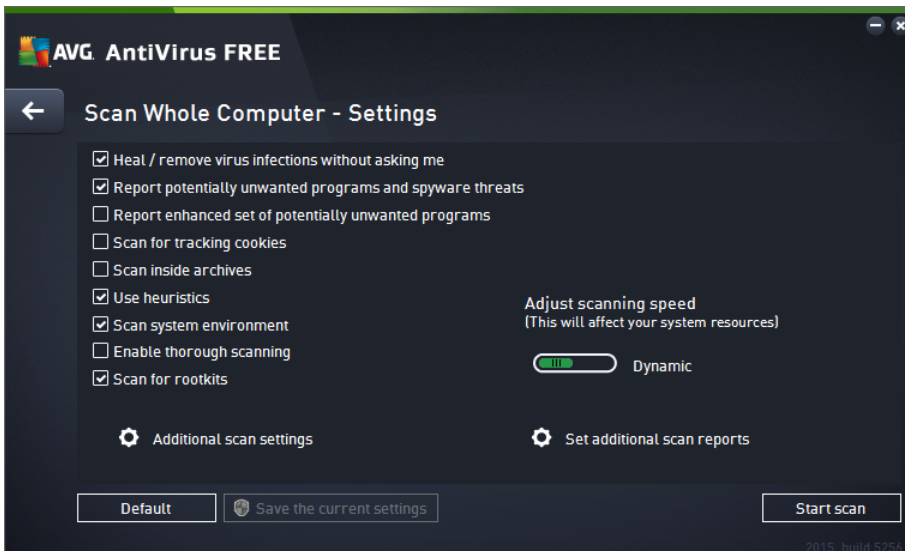 AVG. AntiVirus FREE
Scan Whole Computer - Settings
Heal / remove virus infections without asking me
Report potentially unwanted programs and spyware threats
Report enhanced set of potentially unwanted programs
Scan for tracking cookies
Scan inside archives
Use heuristics
Scan system environment
Enable thorough scanning
Scan for rootkits
Adjust scanning speed
(This will affect your system resources)
Dynamic
Additional scan settings
Set additional scan reports
Default
Save the current settings
Start scan
2015, build 5256